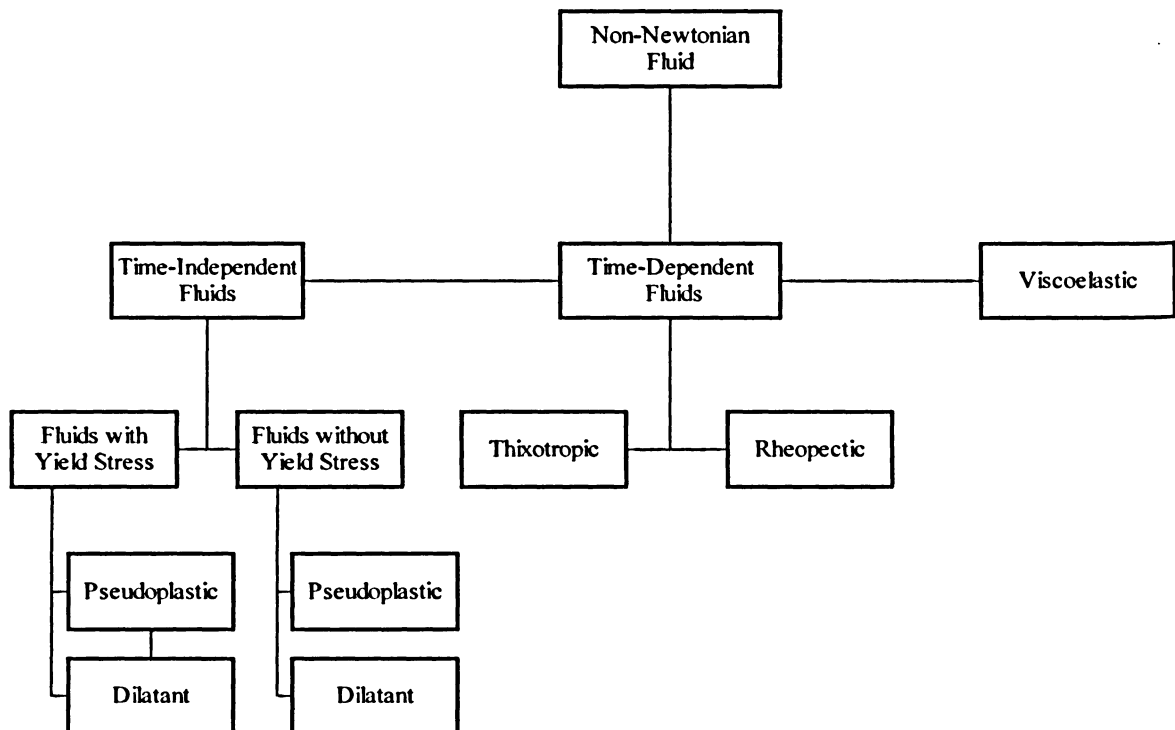 Non-Newtonian
Fluid
Time-Independent
Fluids
Time-Dependent
Fluids
Viscoelastic
Fluids with
Yield Stress
Fluids without
Yield Stress
Thixotropic
Rheopectic
Pseudoplastic
Pseudoplastic
Dilatant
Dilatant